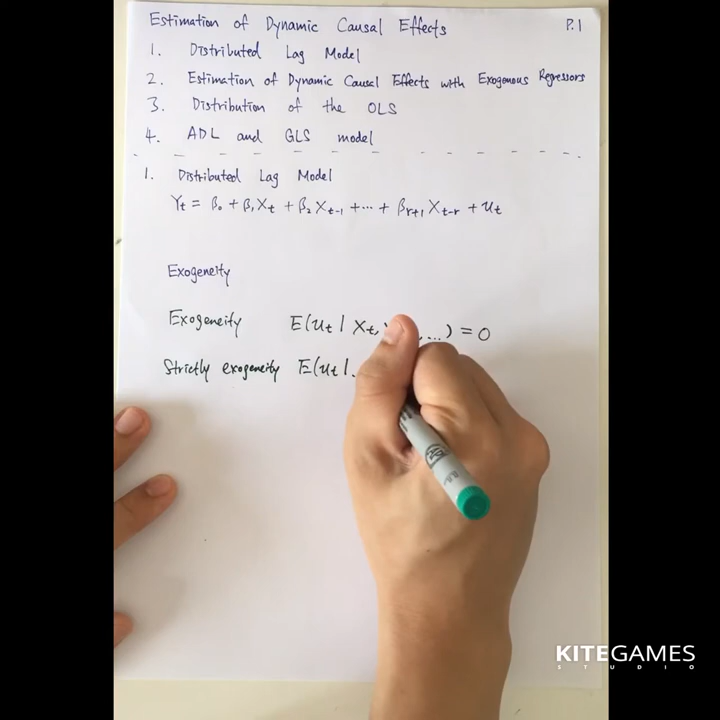 Estimation of Dynamic Causal Effects P.1
1. Distributed Lag Model
2. Estimation of Dynamic Causal Effects with Exogenous Regressors
3. Distribution of the OLS
4. ADL and GLS model
1. Distributed Lag Model
Yt = β0 + β1Xt + β2Xt-1 + ... + βr+1Xt-r + ut
Exogeneity
Exogeneity E(ut | Xt, ...) = 0
Strictly exogeneity E(ut | .
KITEGAMES
STUDIO